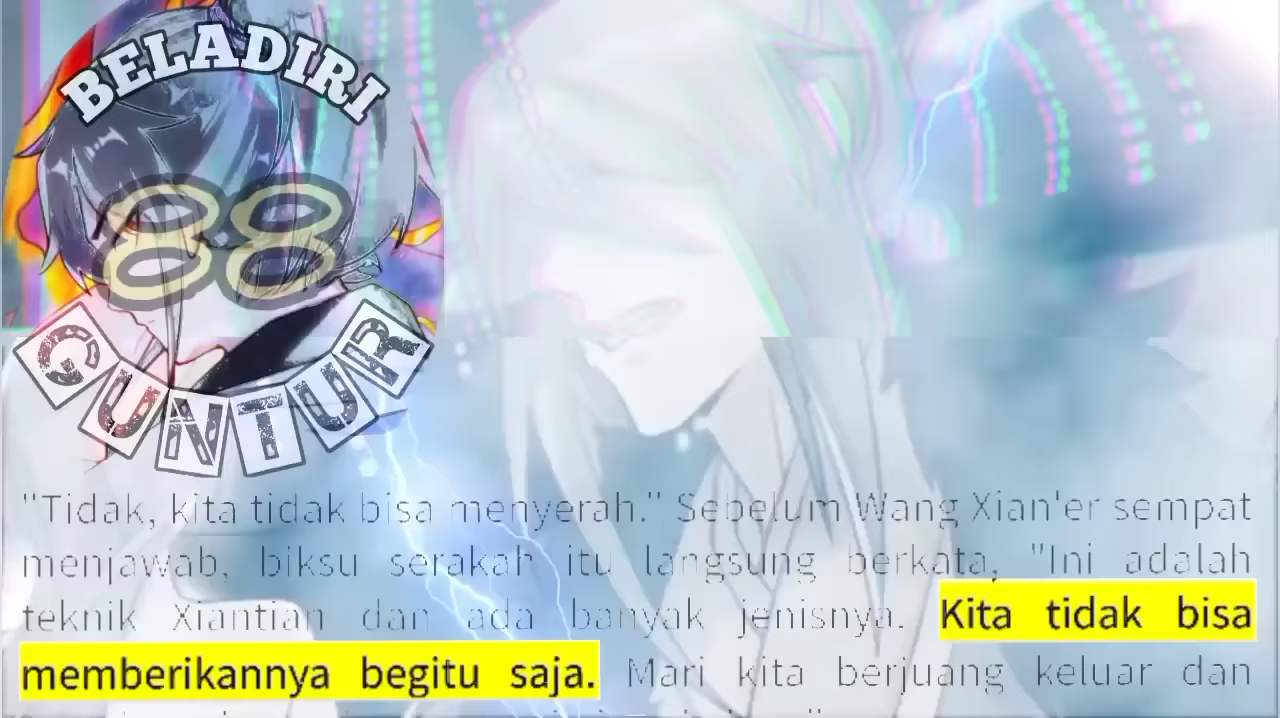 BELADIRI
88
GUNTUR
"Tidak, kita tidak bisa menyerah." Sebelum Wang Xian'er sempat
menjawab, biksu serakah itu langsung berkata, "Ini adalah
teknik Xiantian dan ada banyak jenisnya. Kita tidak bisa
memberikannya begitu saja. Mari kita berjuang keluar dan